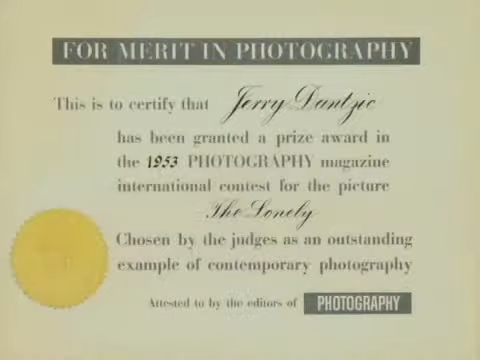 FOR MERIT IN PHOTOGRAPHY
This is to certify that Jerry Dantzic
has been granted a prize award in
the 1953 PHOTOGRAPHY magazine
international contest for the picture
The Lonely
Chosen by the judges as an outstanding
example of contemporary photography
Attested to by the editors of PHOTOGRAPHY